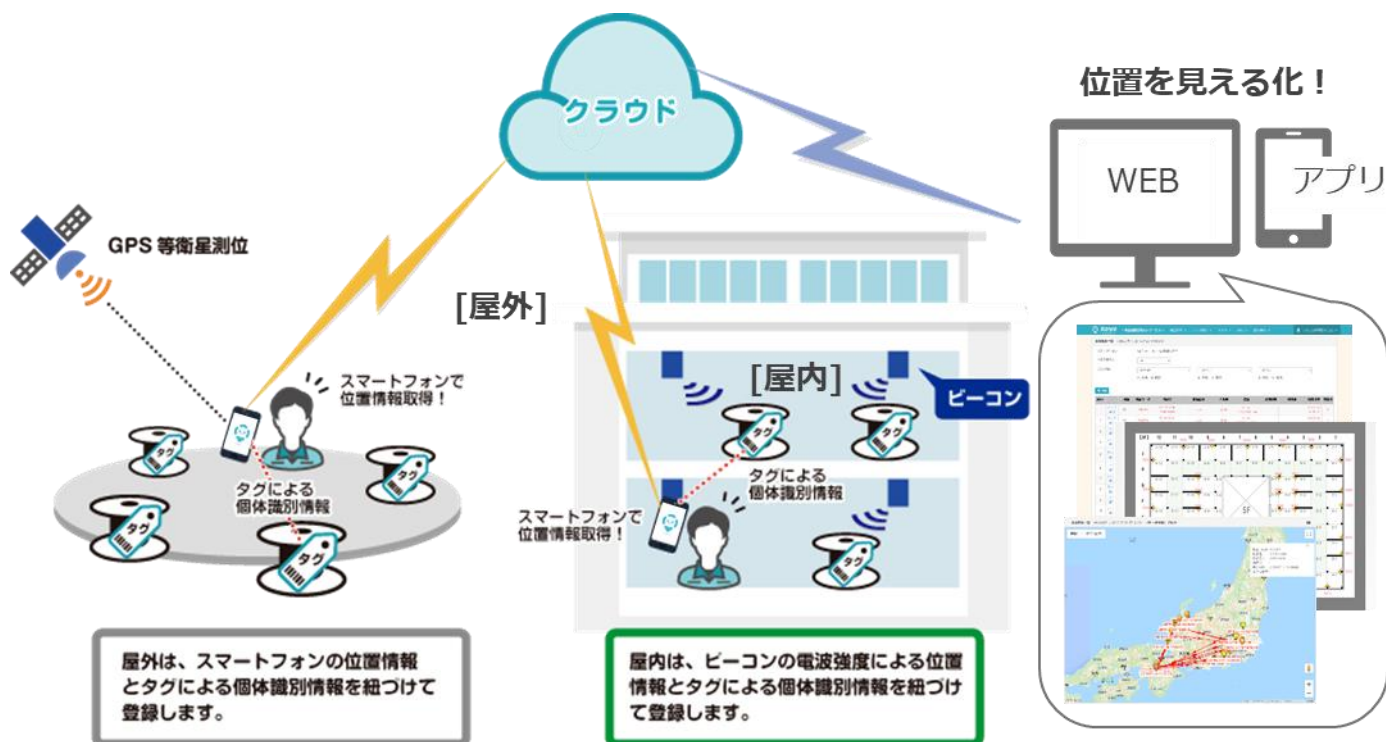 クラウド
位置を見える化!
WEB
アプリ
GPS 等衛星測位
[屋外]
スマートフォンで
位置情報取得!
タグ
タグ
タグ
タグ
タグによる
個体識別情報
[屋内]
ビーコン
タグ
タグ
タグによる
個体識別情報
スマートフォンで
位置情報取得!
タグ
5F
屋外は、スマートフォンの位置情報
とタグによる個体識別情報を紐づけて
登録します。
屋内は、ビーコンの電波強度による位置
情報とタグによる個体識別情報を紐づけ
て登録します。